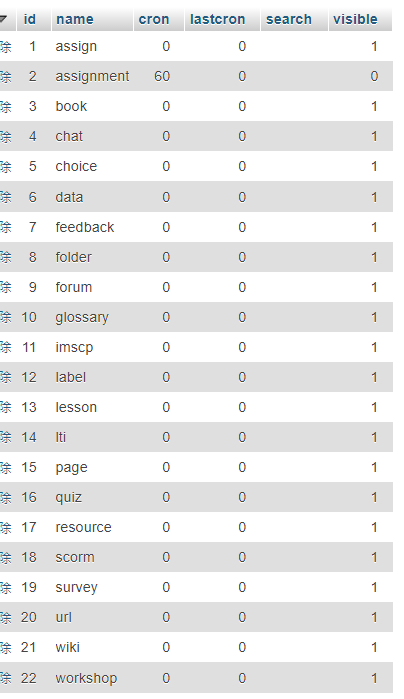 id name cron lastcron search visible
除 1 assign 0 0 1
除 2 assignment 60 0 0
除 3 book 0 0 1
除 4 chat 0 0 1
除 5 choice 0 0 1
除 6 data 0 0 1
除 7 feedback 0 0 1
除 8 folder 0 0 1
除 9 forum 0 0 1
除 10 glossary 0 0 1
除 11 imscp 0 0 1
除 12 label 0 0 1
除 13 lesson 0 0 1
除 14 lti 0 0 1
除 15 page 0 0 1
除 16 quiz 0 0 1
除 17 resource 0 0 1
除 18 scorm 0 0 1
除 19 survey 0 0 1
除 20 url 0 0 1
除 21 wiki 0 0 1
除 22 workshop 0 0 1